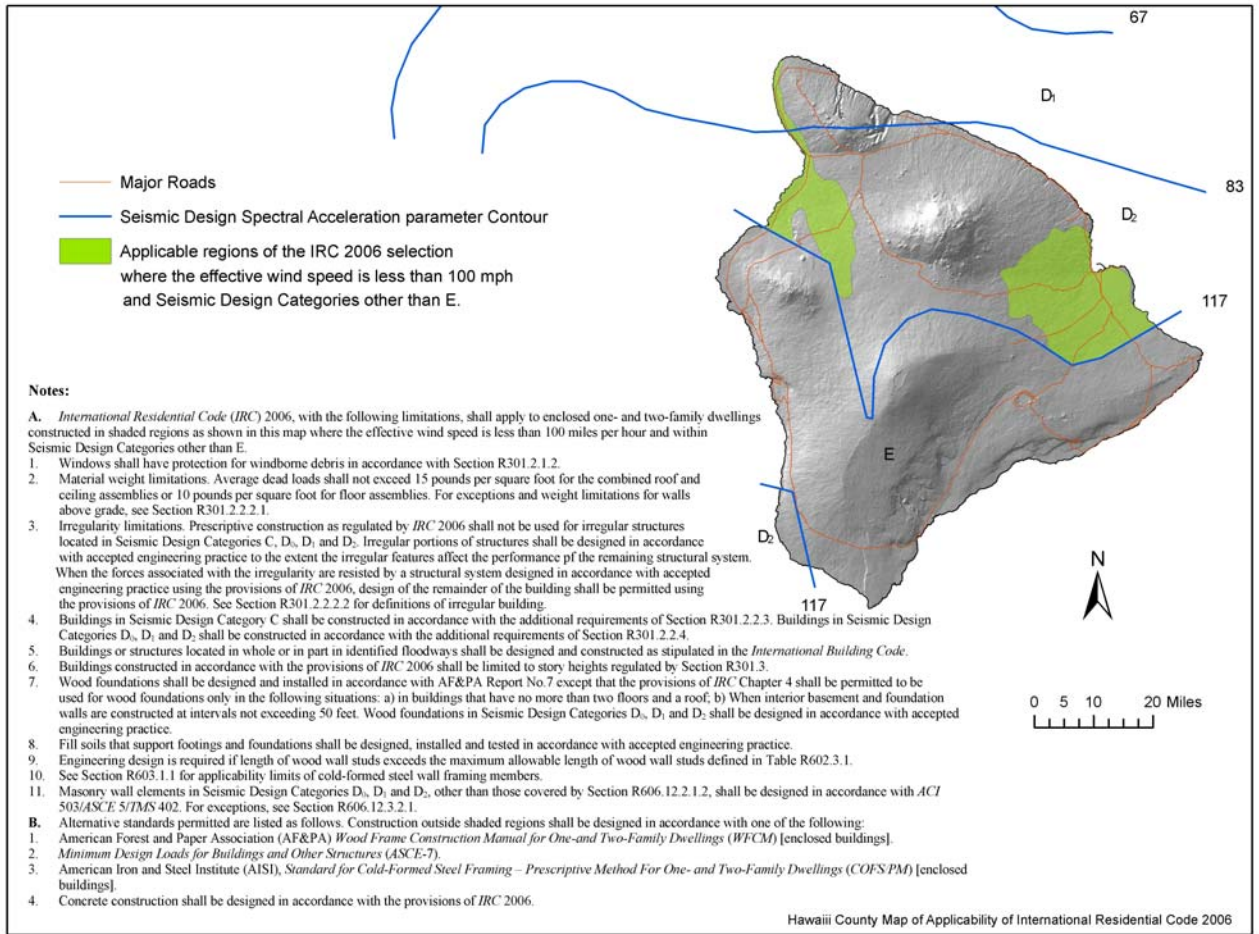 67
D₁
Major Roads
Seismic Design Spectral Acceleration parameter Contour
83
D₂
Applicable regions of the IRC 2006 selection
where the effective wind speed is less than 100 mph
and Seismic Design Categories other than E.
117
Notes:
A. International Residential Code (IRC) 2006, with the following limitations, shall apply to enclosed one- and two-family dwellings
constructed in shaded regions as shown in this map where the effective wind speed is less than 100 miles per hour and within
Seismic Design Categories other than E.
E
1. Windows shall have protection for windborne debris in accordance with Section R301.2.1.2.
2. Material weight limitations. Average dead loads shall not exceed 15 pounds per square foot for the combined roof and
ceiling assemblies or 10 pounds per square foot for floor assemblies. For exceptions and weight limitations for walls
above grade, see Section R301.2.2.2.1.
3. Irregularity limitations. Prescriptive construction as regulated by IRC 2006 shall not be used for irregular structures
located in Seismic Design Categories C, D₀, D₁ and D₂. Irregular portions of structures shall be designed in accordance
with accepted engineering practice to the extent the irregular features affect the performance pf the remaining structural system.
When the forces associated with the irregularity are resisted by a structural system designed in accordance with accepted
engineering practice using the provisions of IRC 2006, design of the remainder of the building shall be permitted using
the provisions of IRC 2006. See Section R301.2.2.2.2 for definitions of irregular building.
D₂
N
117
4. Buildings in Seismic Design Category C shall be constructed in accordance with the additional requirements of Section R301.2.2.3. Buildings in Seismic Design
Categories D₀, D₁ and D₂ shall be constructed in accordance with the additional requirements of Section R301.2.2.4.
5. Buildings or structures located in whole or in part in identified floodways shall be designed and constructed as stipulated in the International Building Code.
6. Buildings constructed in accordance with the provisions of IRC 2006 shall be limited to story heights regulated by Section R301.3.
7. Wood foundations shall be designed and installed in accordance with AF&PA Report No.7 except that the provisions of IRC Chapter 4 shall be permitted to be
used for wood foundations only in the following situations: a) in buildings that have no more than two floors and a roof; b) When interior basement and foundation
walls are constructed at intervals not exceeding 50 feet. Wood foundations in Seismic Design Categories D₀, D₁ and D₂ shall be designed in accordance with accepted
engineering practice.
0 5 10 20 Miles
8. Fill soils that support footings and foundations shall be designed, installed and tested in accordance with accepted engineering practice.
9. Engineering design is required if length of wood wall studs exceeds the maximum allowable length of wood wall studs defined in Table R602.3.1.
10. See Section R603.1.1 for applicability limits of cold-formed steel wall framing members.
11. Masonry wall elements in Seismic Design Categories D₀, D₁ and D₂, other than those covered by Section R606.12.2.1.2, shall be designed in accordance with ACI
503/ASCE 5/TMS 402. For exceptions, see Section R606.12.3.2.1.
B. Alternative standards permitted are listed as follows. Construction outside shaded regions shall be designed in accordance with one of the following:
1. American Forest and Paper Association (AF&PA) Wood Frame Construction Manual for One-and Two-Family Dwellings (WFCM) [enclosed buildings].
2. Minimum Design Loads for Buildings and Other Structures (ASCE-7).
3. American Iron and Steel Institute (AISI), Standard for Cold-Formed Steel Framing – Prescriptive Method For One- and Two-Family Dwellings (COFS/PM) [enclosed
buildings].
4. Concrete construction shall be designed in accordance with the provisions of IRC 2006.
Hawaiii County Map of Applicability of International Residential Code 2006